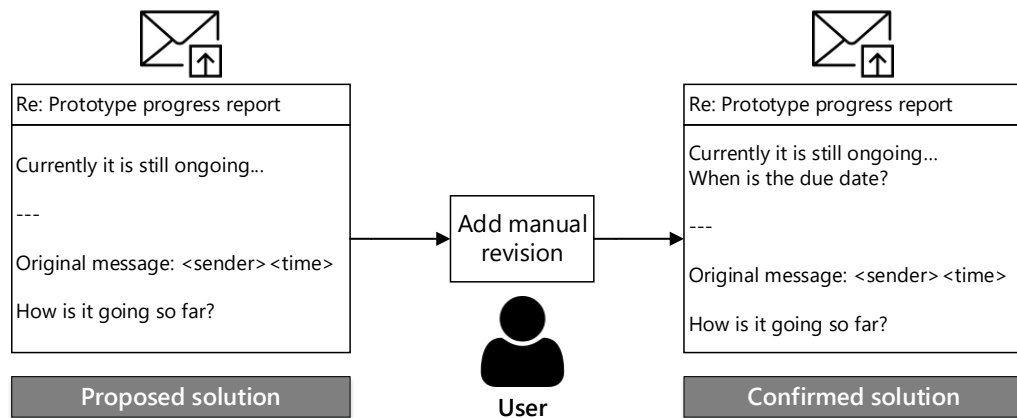 Re: Prototype progress report
Currently it is still ongoing...
---
Original message: <sender><time>
How is it going so far?
Proposed solution
Add manual
revision
User
Re: Prototype progress report
Currently it is still ongoing...
When is the due date?
---
Original message: <sender><time>
How is it going so far?
Confirmed solution